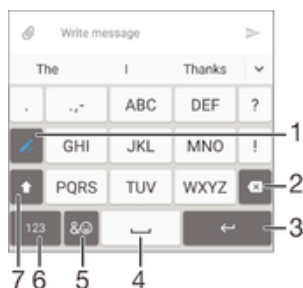 Write message
The I Thanks
. .,- ABC DEF ?
GHI JKL MNO !
PQRS TUV WXYZ
123 &
1
2
3
7 6 5 4